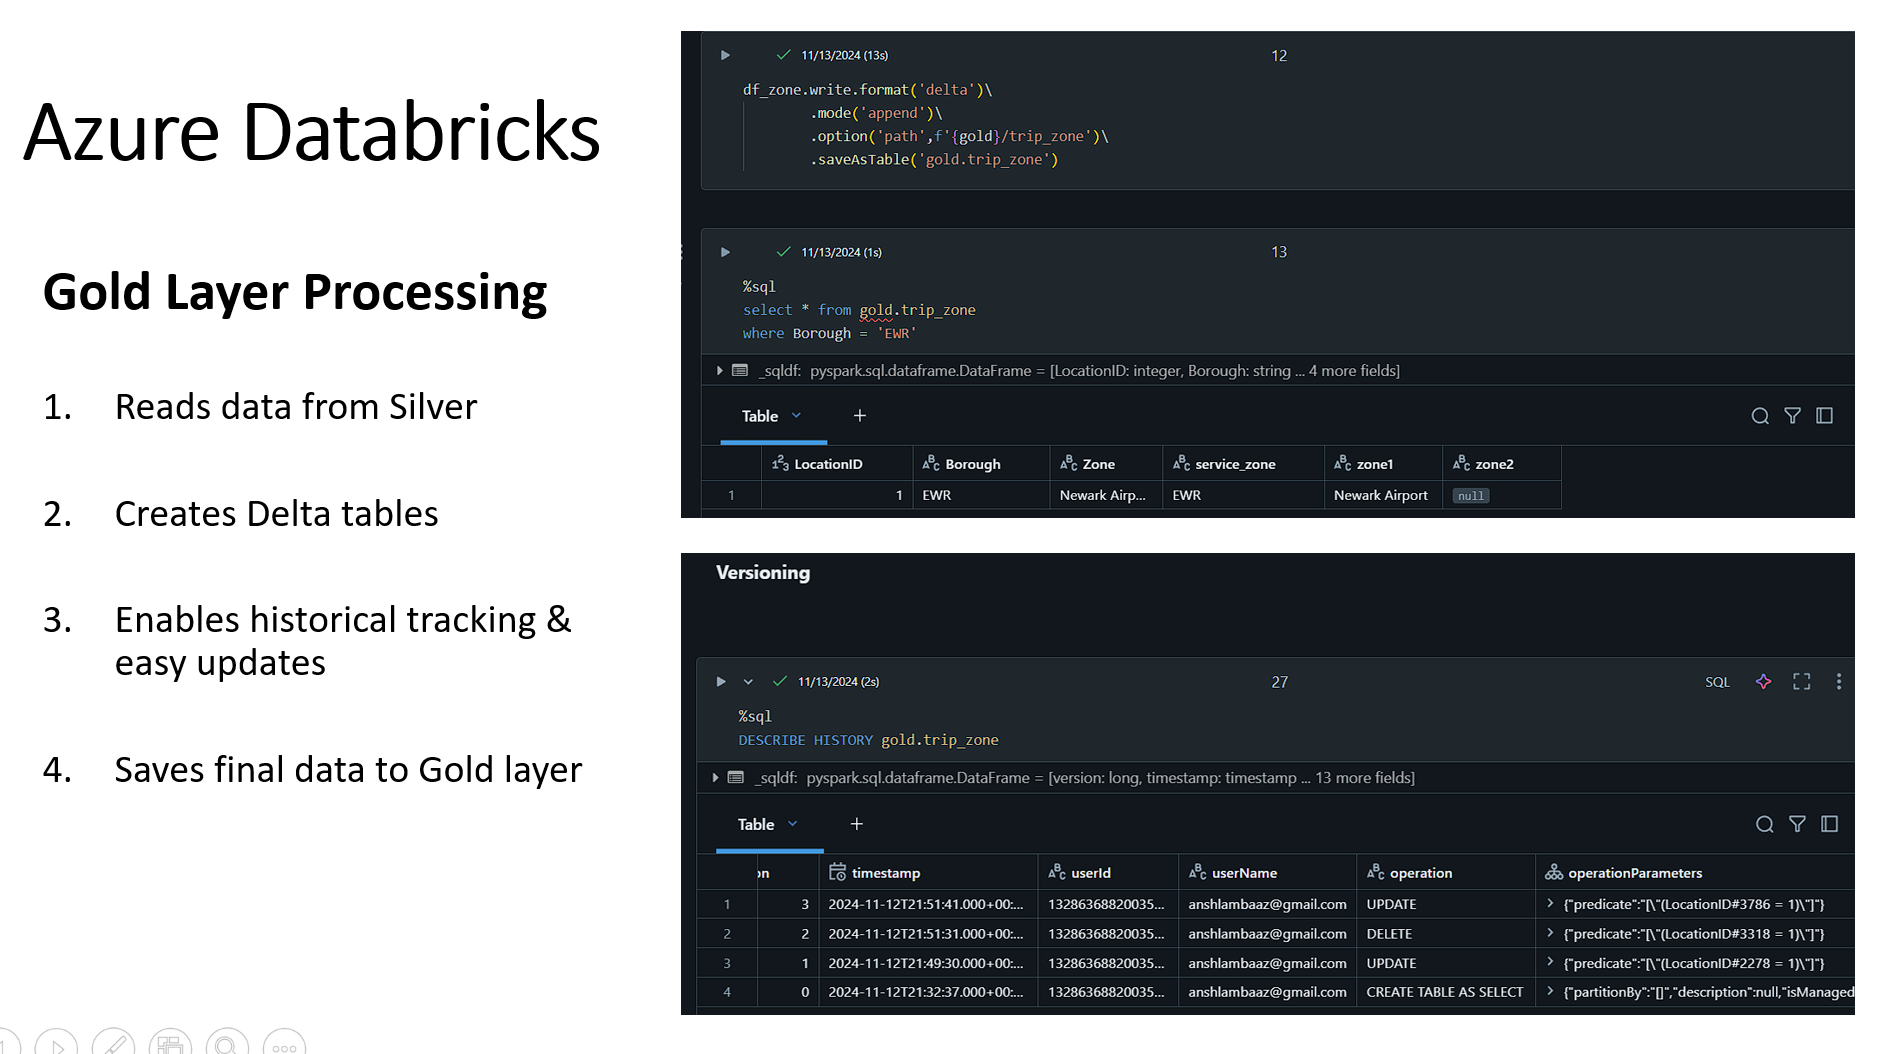 Azure Databricks
Gold Layer Processing
1. Reads data from Silver
2. Creates Delta tables
3. Enables historical tracking &
easy updates
4. Saves final data to Gold layer
11/13/2024 (13s) 12
df_zone.write.format('delta')\
.mode('append')\
.option('path',f'{gold}/trip_zone')\
.saveAsTable('gold.trip_zone')
11/13/2024 (1s) 13
%sql
select * from gold.trip_zone
where Borough = 'EWR'
_sqldf: pyspark.sql.dataframe.DataFrame = [LocationID: integer, Borough: string ... 4 more fields]
Table +
LocationID Borough Zone service_zone zone1 zone2
1 1 EWR Newark Airp... EWR Newark Airport null
Versioning
11/13/2024 (2s) 27 SQL
%sql
DESCRIBE HISTORY gold.trip_zone
_sqldf: pyspark.sql.dataframe.DataFrame = [version: long, timestamp: timestamp ... 13 more fields]
Table +
on timestamp userId userName operation operationParameters
1 3 2024-11-12T21:51:41.000+00:... 13286368820035... anshlambaaz@gmail.com UPDATE {"predicate":"[\"(LocationID#3786 = 1)\"]"}
2 2 2024-11-12T21:51:31.000+00:... 13286368820035... anshlambaaz@gmail.com DELETE {"predicate":"[\"(LocationID#3318 = 1)\"]"}
3 1 2024-11-12T21:49:30.000+00:... 13286368820035... anshlambaaz@gmail.com UPDATE {"predicate":"[\"(LocationID#2278 = 1)\"]"}
4 0 2024-11-12T21:32:37.000+00:... 13286368820035... anshlambaaz@gmail.com CREATE TABLE AS SELECT {"partitionBy":"[]","description":null,"isManaged